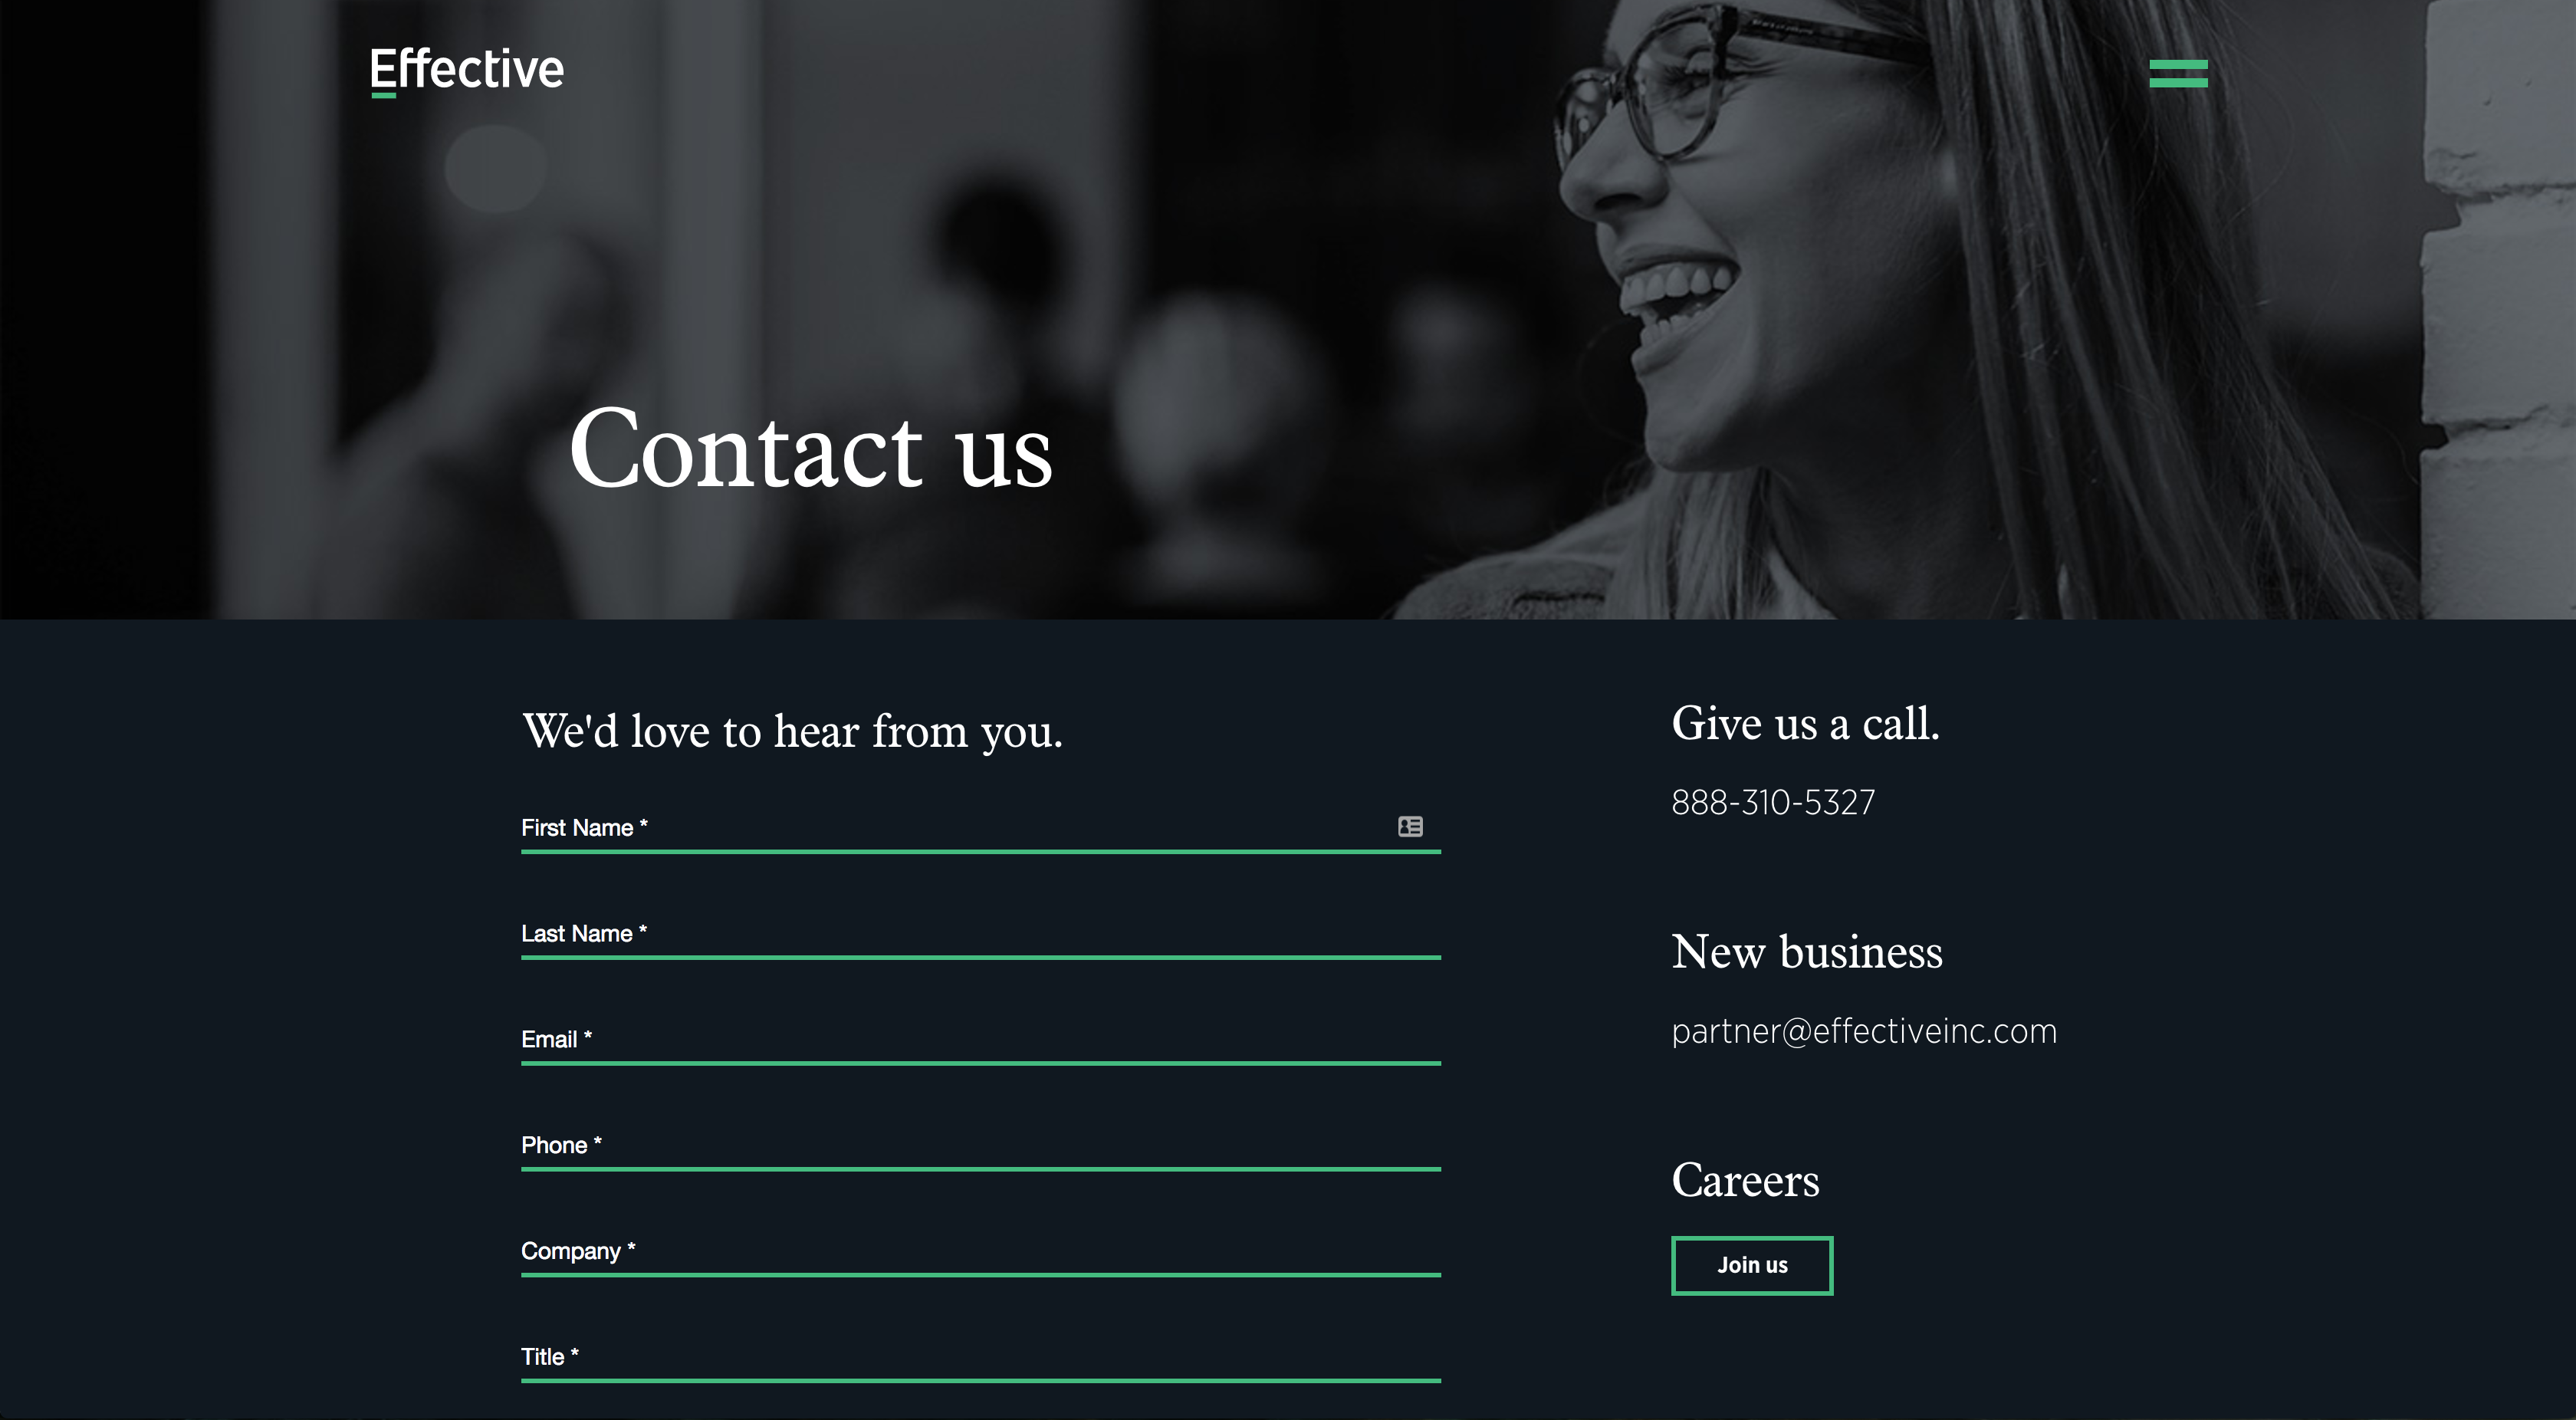 Effective
Contact us
We'd love to hear from you.
First Name *
Last Name *
Email *
Phone *
Company *
Title *
Give us a call.
888-310-5327
New business
partner@effectiveinc.com
Careers
Join us